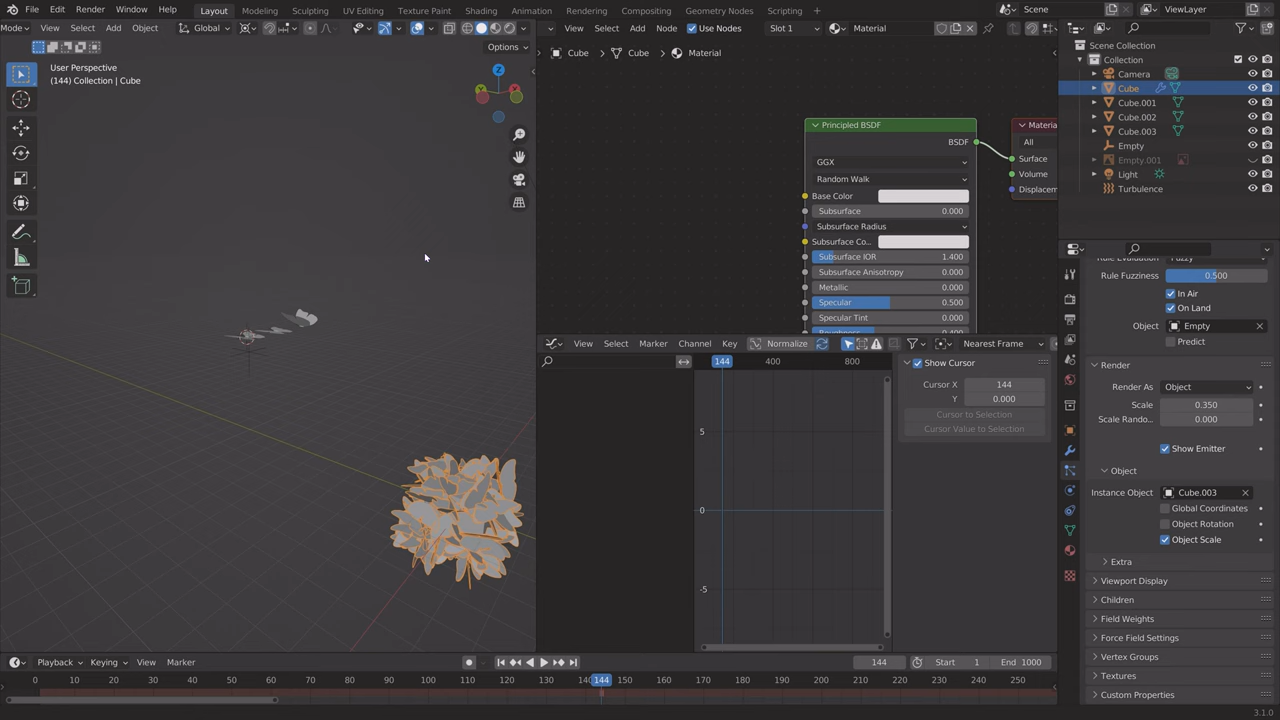 File Edit Render Window Help Layout Modeling Sculpting UV Editing Texture Paint Shading Animation Rendering Compositing Geometry Nodes Scripting Scene ViewLayer
Mode View Select Add Object Global View Select Add Node Use Nodes Slot 1 Material
Options
Cube Cube Material
User Perspective
(144) Collection | Cube
Z
Scene Collection
Collection
Camera
Cube
Cube.001
Cube.002
Cube.003
Empty
Empty.001
Light
Turbulence
Principled BSDF
BSDF
GGX
Random Walk
Base Color
Subsurface 0.000
Subsurface Radius
Subsurface Co...
Subsurface IOR 1.400
Subsurface Anisotropy 0.000
Metallic 0.000
Specular 0.500
Specular Tint 0.000
Roughness 0.400
Materia
All
Surface
Volume
Displacem
View Select Marker Channel Key Normalize Nearest Frame
144 400 800
5
0
-5
Show Cursor
Cursor X 144
Y 0.000
Cursor to Selection
Cursor Value to Selection
Rule Evaluation Fuzzy
Rule Fuzziness 0.500
In Air
On Land
Object Empty
Predict
Render
Render As Object
Scale 0.350
Scale Rando... 0.000
Show Emitter
Object
Instance Object Cube.003
Global Coordinates
Object Rotation
Object Scale
Extra
Viewport Display
Children
Field Weights
Force Field Settings
Vertex Groups
Textures
Custom Properties
Playback Keying View Marker 144 Start 1 End 1000
0 10 20 30 40 50 60 70 80 90 100 110 120 130 144 150 160 170 180 190 200 210 220 230 240 250
3.1.0